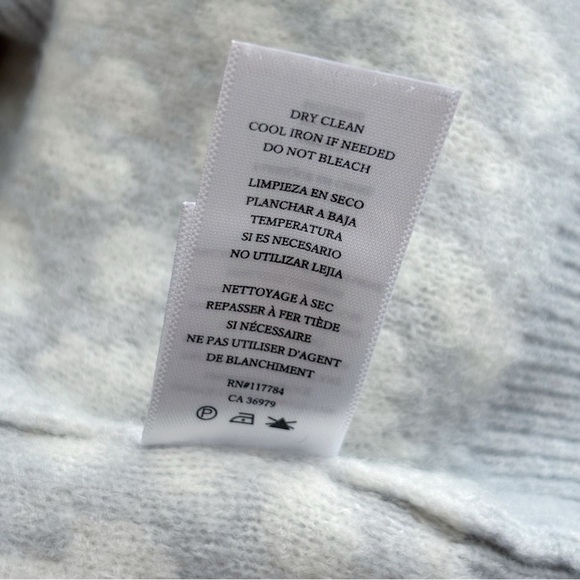 DRY CLEAN
COOL IRON IF NEEDED
DO NOT BLEACH
LIMPIEZA EN SECO
PLANCHAR A BAJA
TEMPERATURA
SI ES NECESARIO
NO UTILIZAR LEJIA
NETTOYAGE À SEC
REPASSER À FER TIÈDE
SI NÉCESSAIRE
NE PAS UTILISER D'AGENT
DE BLANCHIMENT
RN#117784
CA 36979
P